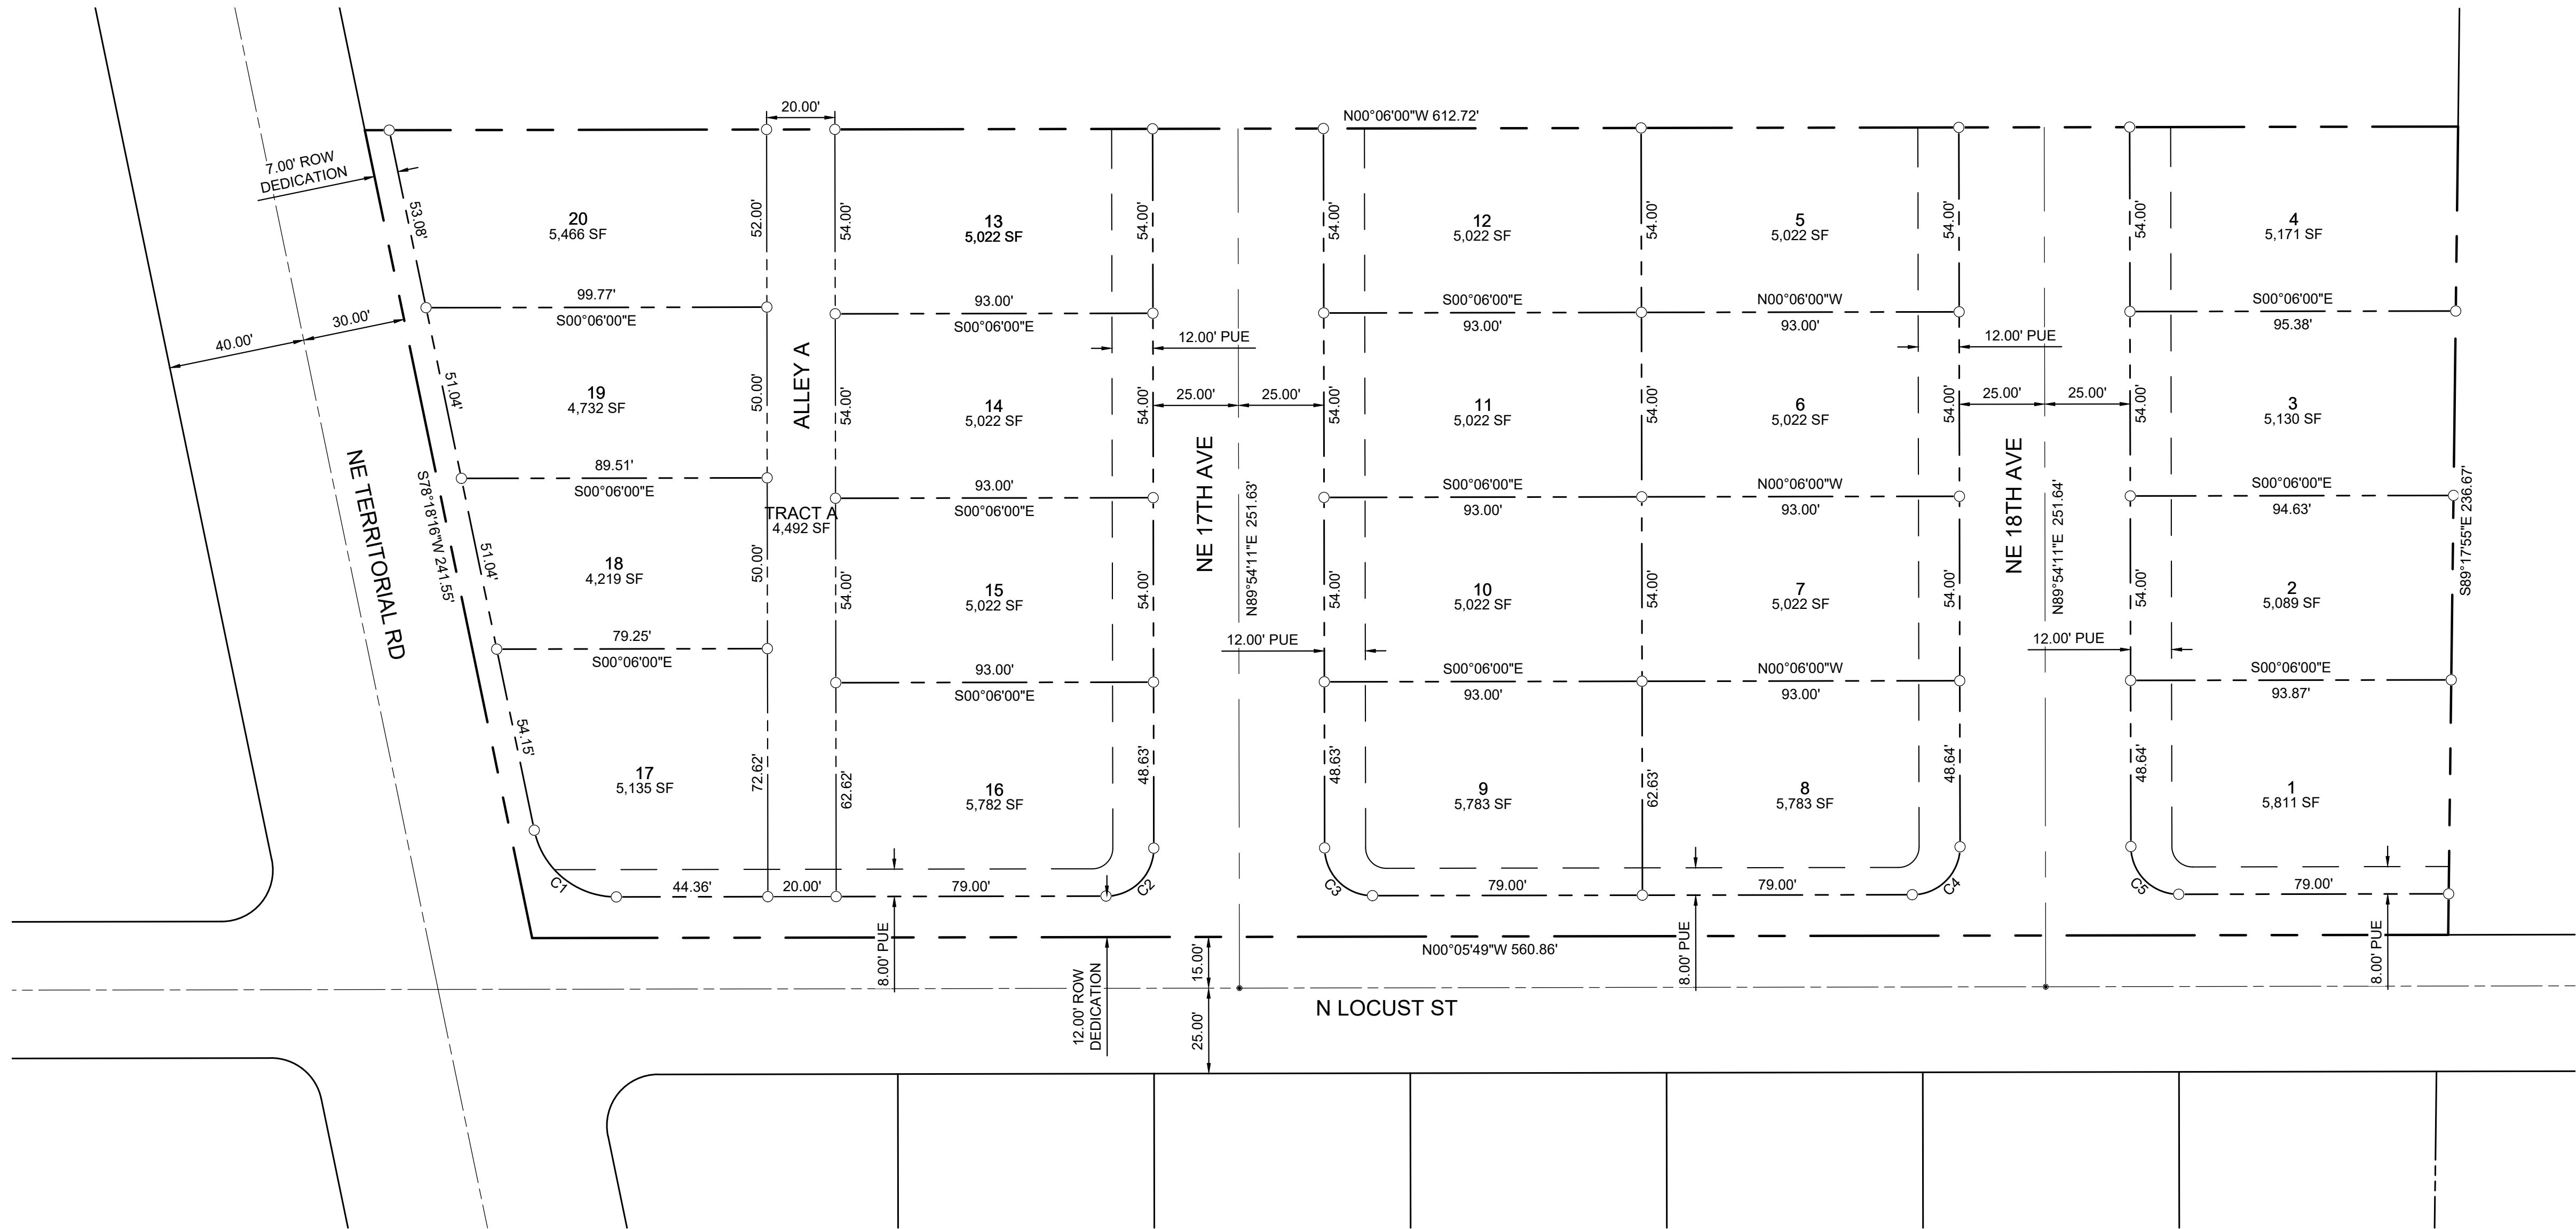 20.00'
N00°06'00"W 612.72'
7.00' ROW
DEDICATION
53.08'
20
5,466 SF
52.00'
54.00'
13
5,022 SF
54.00'
54.00'
12
5,022 SF
54.00'
5
5,022 SF
54.00'
54.00'
4
5,171 SF
99.77'
S00°06'00"E
93.00'
S00°06'00"E
S00°06'00"E
93.00'
N00°06'00"W
93.00'
S00°06'00"E
95.38'
40.00'
30.00'
12.00' PUE
12.00' PUE
25.00'
25.00'
25.00'
25.00'
51.04'
19
4,732 SF
50.00'
ALLEY A
54.00'
14
5,022 SF
54.00'
54.00'
11
5,022 SF
54.00'
6
5,022 SF
54.00'
54.00'
3
5,130 SF
NE TERRITORIAL RD
S78°18'16"W 241.55'
89.51'
S00°06'00"E
TRACT A
4,492 SF
93.00'
S00°06'00"E
NE 17TH AVE
N89°54'11"E 251.63'
S00°06'00"E
93.00'
N00°06'00"W
93.00'
NE 18TH AVE
N89°54'11"E 251.64'
S00°06'00"E
94.63'
S89°17'55"E 236.67'
51.04'
18
4,219 SF
50.00'
54.00'
15
5,022 SF
54.00'
54.00'
10
5,022 SF
54.00'
7
5,022 SF
54.00'
54.00'
2
5,089 SF
12.00' PUE
12.00' PUE
79.25'
S00°06'00"E
93.00'
S00°06'00"E
S00°06'00"E
93.00'
N00°06'00"W
93.00'
S00°06'00"E
93.87'
54.15'
17
5,135 SF
72.62'
62.62'
16
5,782 SF
48.63'
48.63'
9
5,783 SF
62.63'
8
5,783 SF
48.64'
48.64'
1
5,811 SF
C1
44.36'
20.00'
79.00'
C2
C3
79.00'
79.00'
C4
C5
79.00'
8.00' PUE
8.00' PUE
8.00' PUE
N00°05'49"W 560.86'
12.00' ROW
DEDICATION
15.00'
25.00'
N LOCUST ST